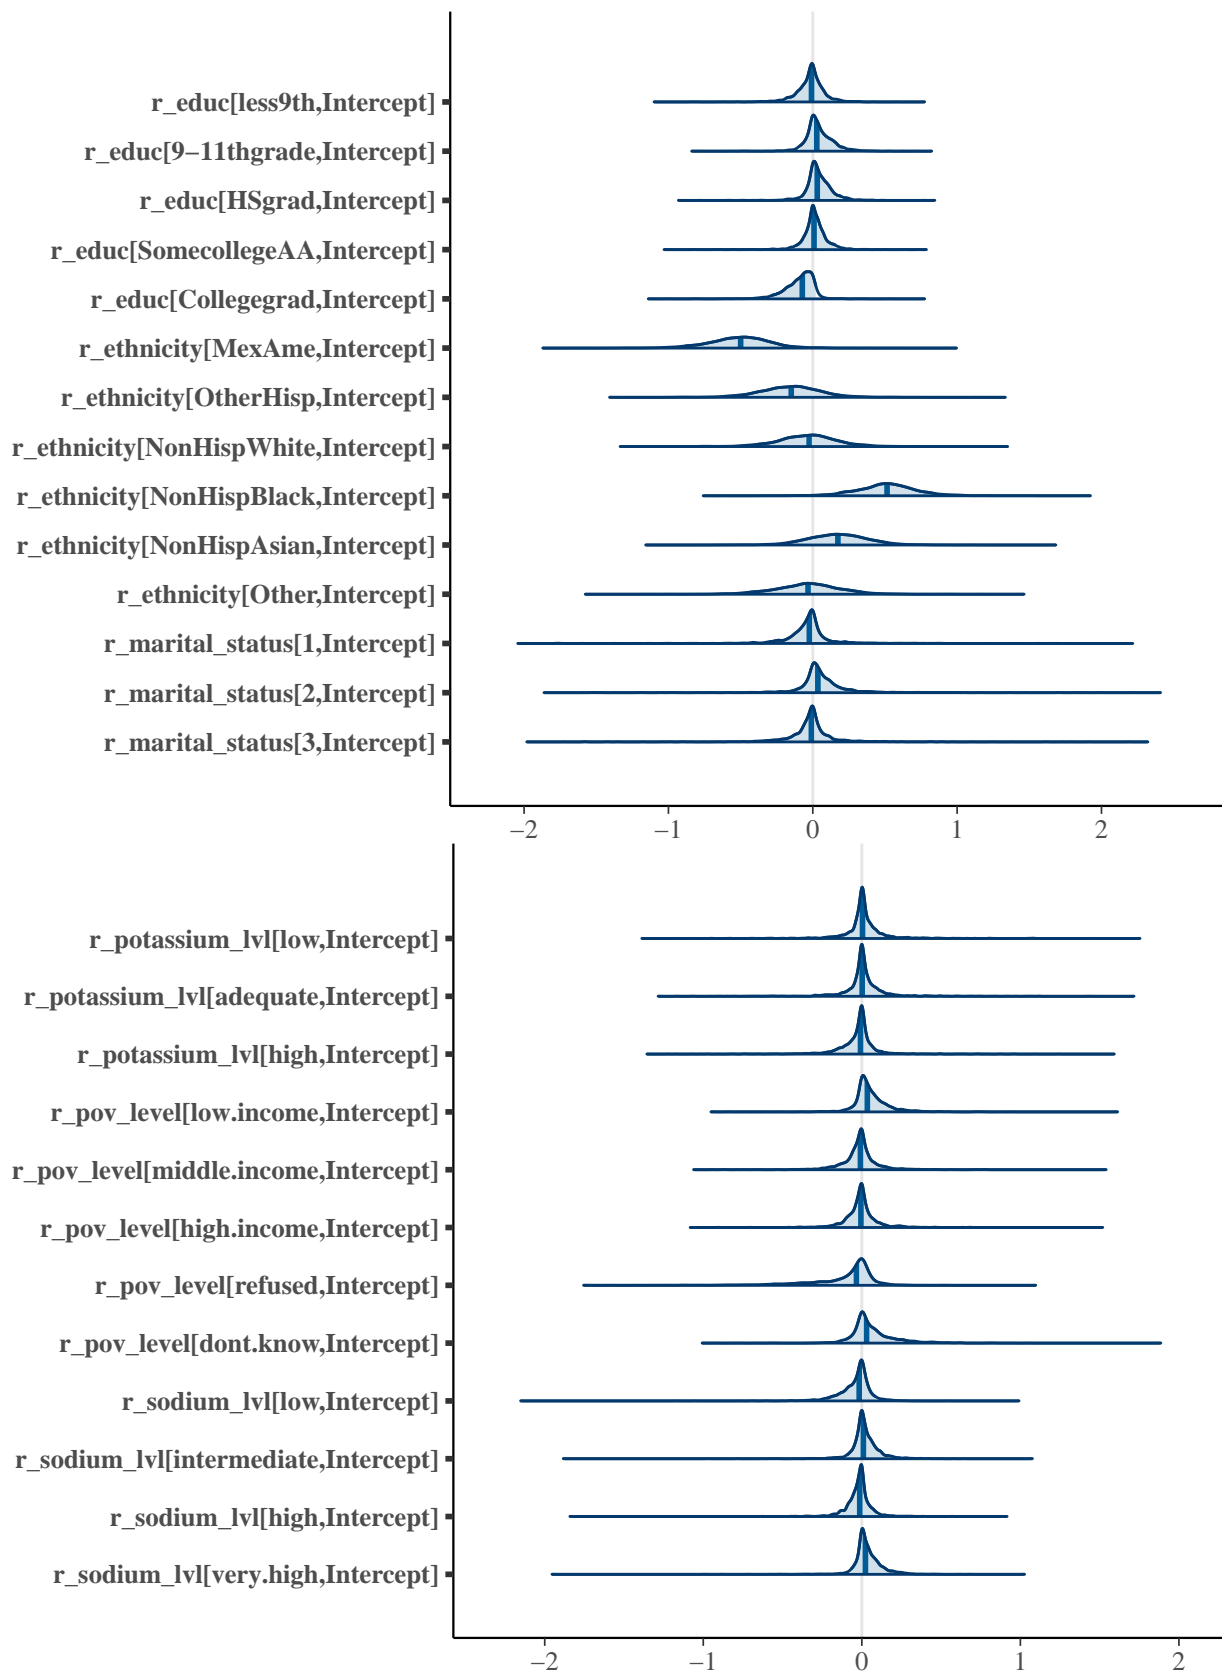 r_educ[less9th,Intercept]
r_educ[9−11thgrade,Intercept]
r_educ[HSgrad,Intercept]
r_educ[SomecollegeAA,Intercept]
r_educ[Collegegrad,Intercept]
r_ethnicity[MexAme,Intercept]
r_ethnicity[OtherHisp,Intercept]
r_ethnicity[NonHispWhite,Intercept]
r_ethnicity[NonHispBlack,Intercept]
r_ethnicity[NonHispAsian,Intercept]
r_ethnicity[Other,Intercept]
r_marital_status[1,Intercept]
r_marital_status[2,Intercept]
r_marital_status[3,Intercept]
−2 −1 0 1 2
r_potassium_lvl[low,Intercept]
r_potassium_lvl[adequate,Intercept]
r_potassium_lvl[high,Intercept]
r_pov_level[low.income,Intercept]
r_pov_level[middle.income,Intercept]
r_pov_level[high.income,Intercept]
r_pov_level[refused,Intercept]
r_pov_level[dont.know,Intercept]
r_sodium_lvl[low,Intercept]
r_sodium_lvl[intermediate,Intercept]
r_sodium_lvl[high,Intercept]
r_sodium_lvl[very.high,Intercept]
−2 −1 0 1 2